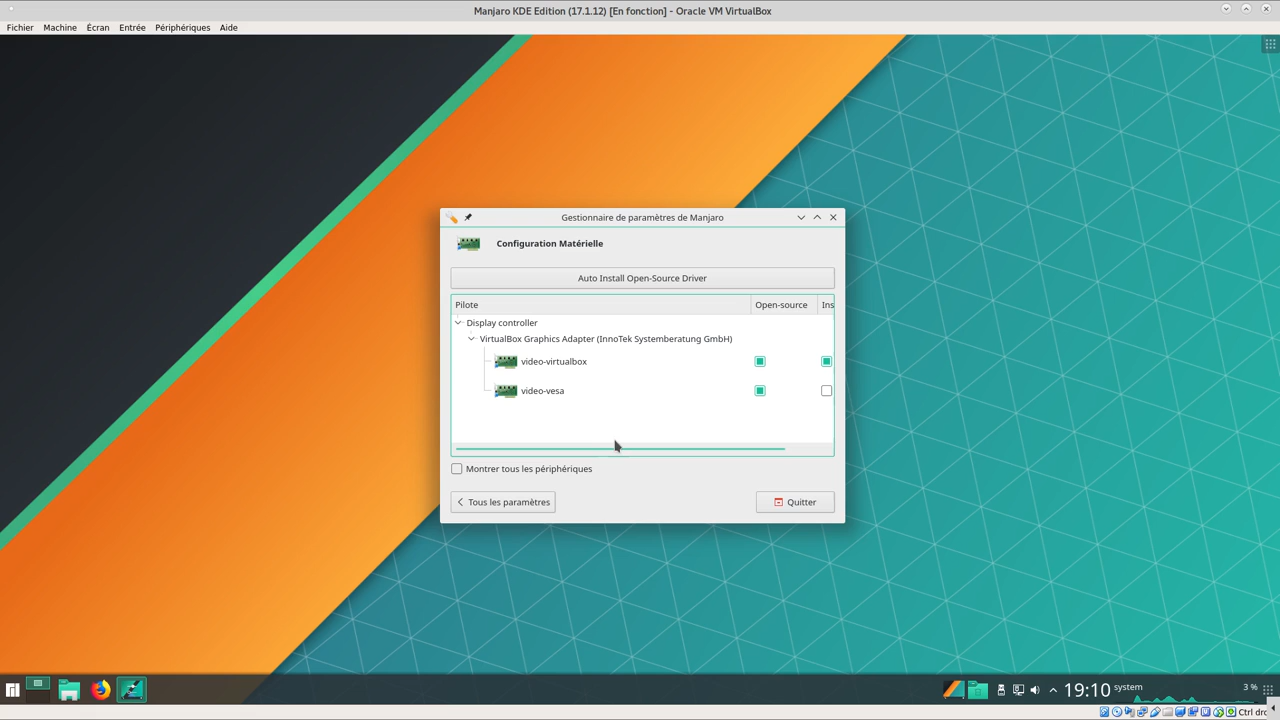 Manjaro KDE Edition (17.1.12) [En fonction] - Oracle VM VirtualBox
Fichier Machine Écran Entrée Périphériques Aide
Gestionnaire de paramètres de Manjaro
Configuration Matérielle
Auto Install Open-Source Driver
Pilote Open-source Ins
Display controller
VirtualBox Graphics Adapter (InnoTek Systemberatung GmbH)
video-virtualbox
video-vesa
Montrer tous les périphériques
Tous les paramètres Quitter
19:10 system 3 %
Ctrl dro